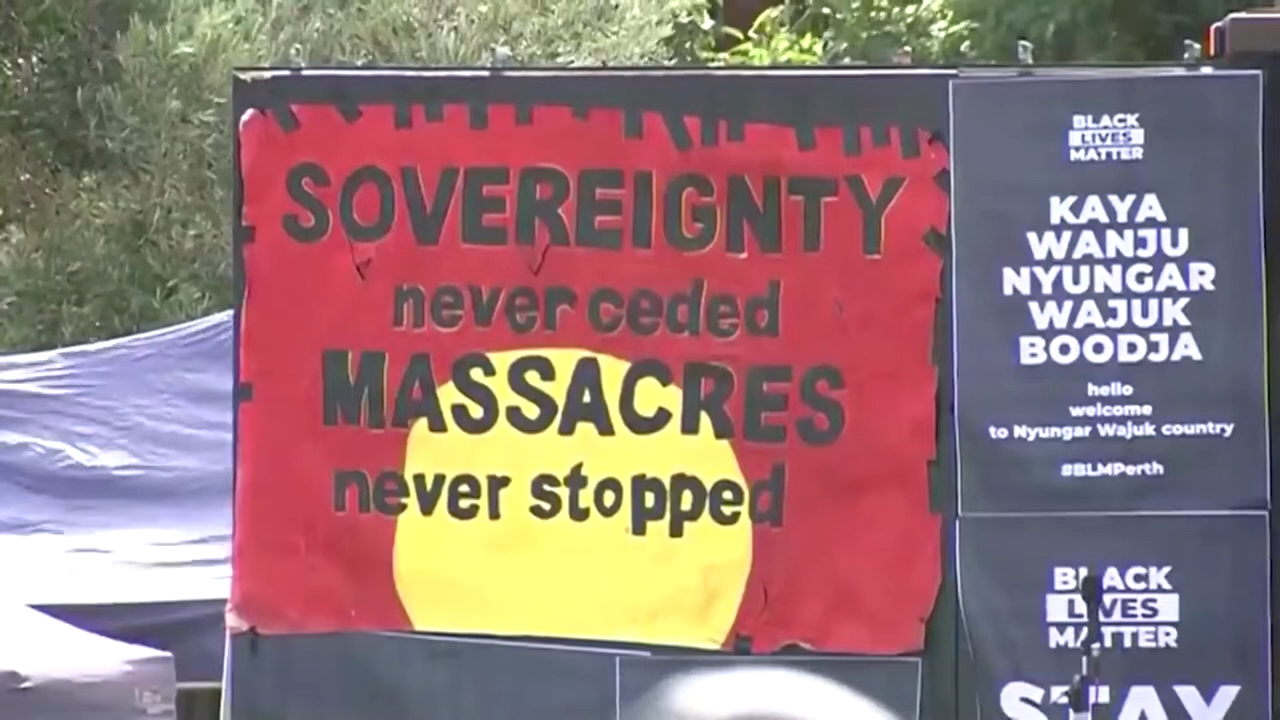 SOVEREIGNTY
never ceded
MASSACRES
never stopped
BLACK
LIVES
MATTER
KAYA
WANJU
NYUNGAR
WAJUK
BOODJA
hello
welcome
to Nyungar Wajuk country
#BLMPerth
BLACK
LIVES
MATTER
STAY